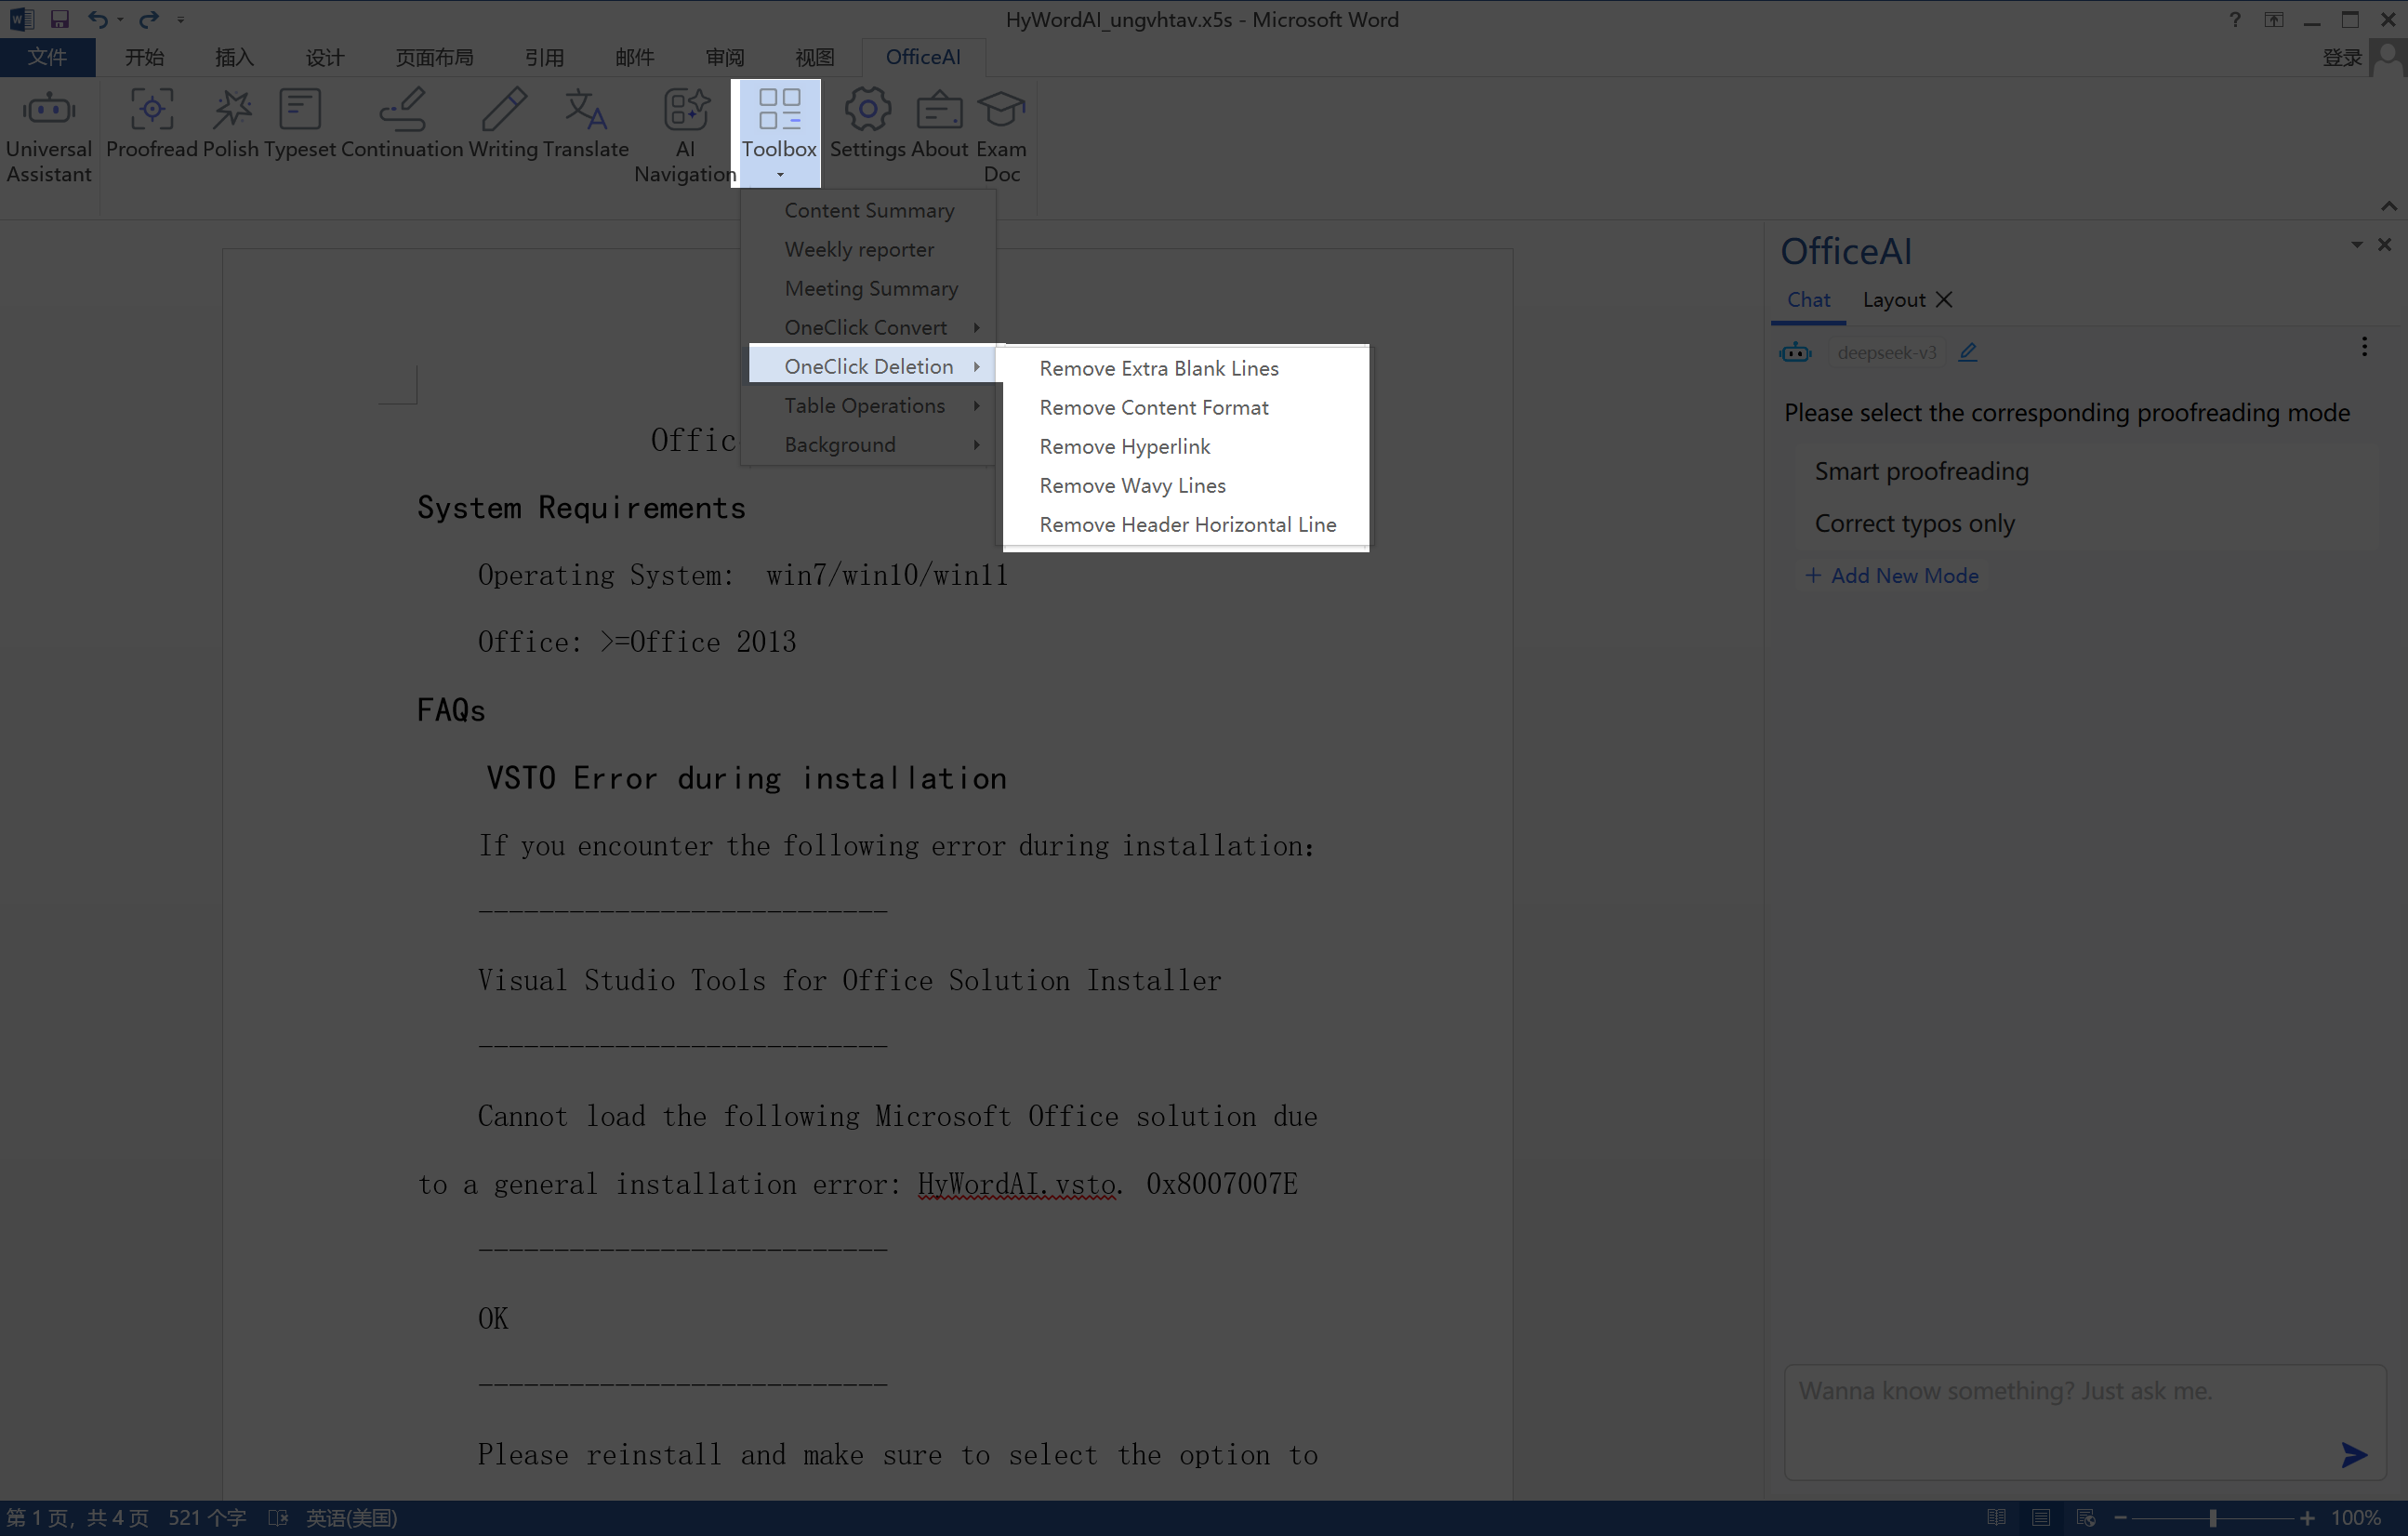 HyWordAI_ungvhtav.x5s - Microsoft Word
文件 开始 插入 设计 页面布局 引用 邮件 审阅 视图 OfficeAI 登录
Universal Assistant
Proofread
Polish
Typeset
Continuation
Writing
Translate
AI Navigation
Toolbox
Settings
About
Exam Doc
Content Summary
Weekly reporter
Meeting Summary
OneClick Convert
OneClick Deletion
Table Operations
Background
Remove Extra Blank Lines
Remove Content Format
Remove Hyperlink
Remove Wavy Lines
Remove Header Horizontal Line
Offic
System Requirements
Operating System: win7/win10/win11
Office: >=Office 2013
FAQs
VSTO Error during installation
If you encounter the following error during installation:
---------------------------
Visual Studio Tools for Office Solution Installer
---------------------------
Cannot load the following Microsoft Office solution due
to a general installation error: HyWordAI.vsto. 0x8007007E
---------------------------
OK
---------------------------
Please reinstall and make sure to select the option to
OfficeAI
Chat Layout
deepseek-v3
Please select the corresponding proofreading mode
Smart proofreading
Correct typos only
+ Add New Mode
Wanna know something? Just ask me.
第 1 页，共 4 页 521 个字 英语(美国) 100%